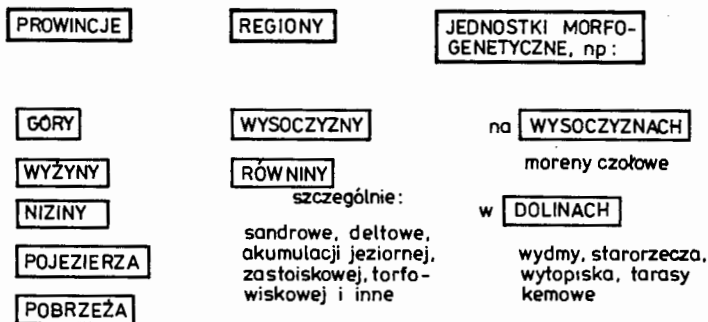 PROWINCJE
REGIONY
JEDNOSTKI MORFO-
GENETYCZNE, np:
GÓRY
WYŻYNY
NIZINY
POJEZIERZA
POBRZEŻA
WYSOCZYZNY
RÓWNINY
szczególnie:
sandrowe, deltowe,
akumulacji jeziornej,
zastoiskowej, torfo-
wiskowej i inne
na WYSOCZYZNACH
moreny czołowe
w DOLINACH
wydmy, starorzecza,
wytopiska, tarasy
kemowe